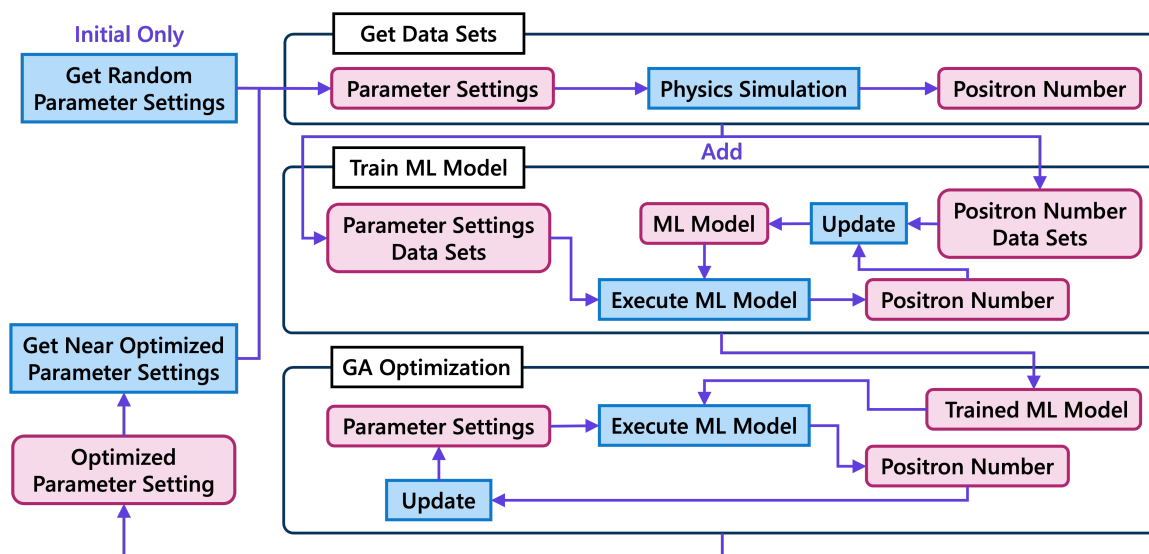 Initial Only
Get Random
Parameter Settings
Get Data Sets
Parameter Settings
Physics Simulation
Positron Number
Add
Train ML Model
Parameter Settings
Data Sets
ML Model
Update
Positron Number
Data Sets
Execute ML Model
Positron Number
Get Near Optimized
Parameter Settings
GA Optimization
Trained ML Model
Parameter Settings
Execute ML Model
Positron Number
Update
Optimized
Parameter Setting